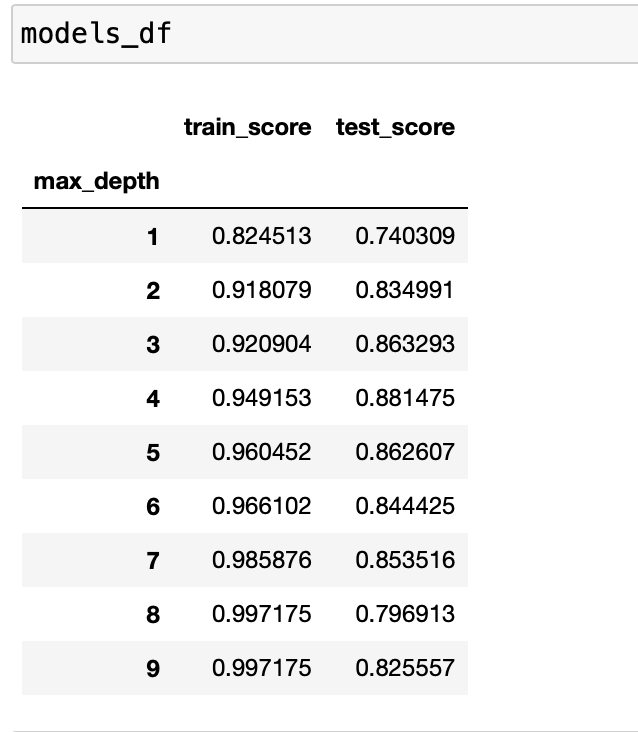 models_df
train_score test_score
max_depth
1 0.824513 0.740309
2 0.918079 0.834991
3 0.920904 0.863293
4 0.949153 0.881475
5 0.960452 0.862607
6 0.966102 0.844425
7 0.985876 0.853516
8 0.997175 0.796913
9 0.997175 0.825557